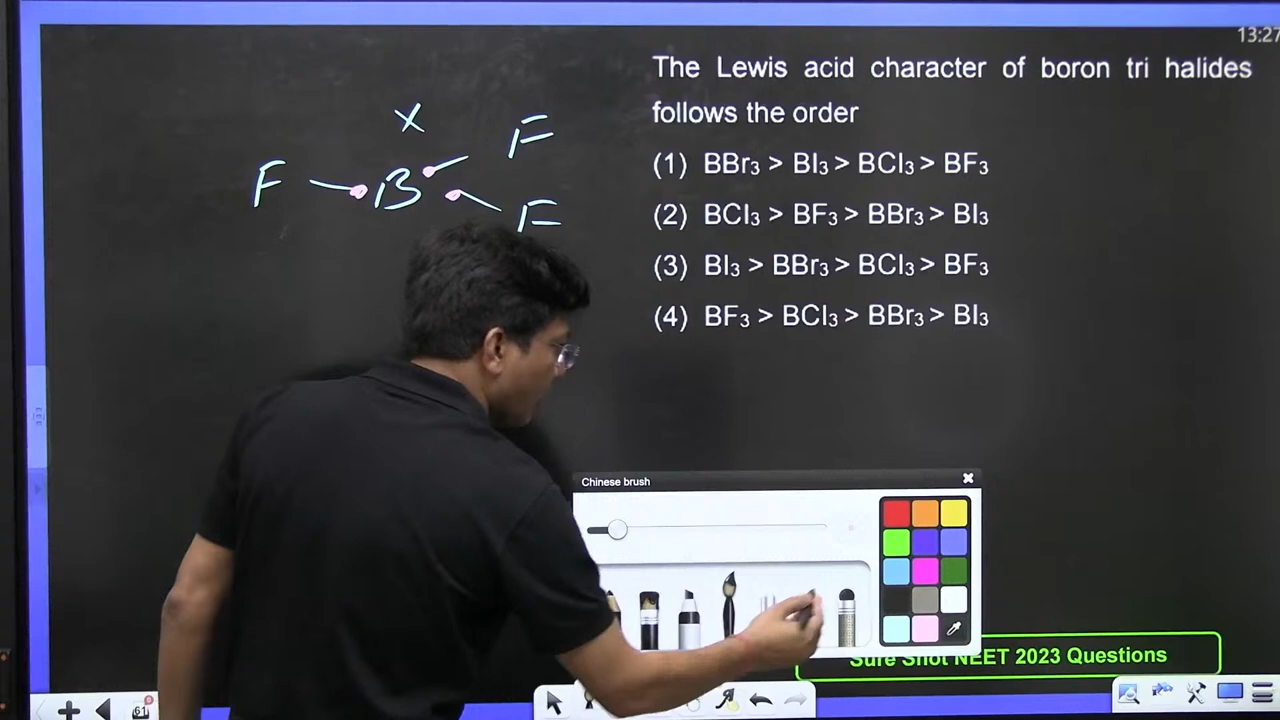 13:27
The Lewis acid character of boron tri halides
follows the order
(1) BBr3 > BI3 > BCl3 > BF3
(2) BCl3 > BF3 > BBr3 > BI3
(3) BI3 > BBr3 > BCl3 > BF3
(4) BF3 > BCl3 > BBr3 > BI3
x
F
F B
F
Chinese brush
Sure Shot NEET 2023 Questions
61